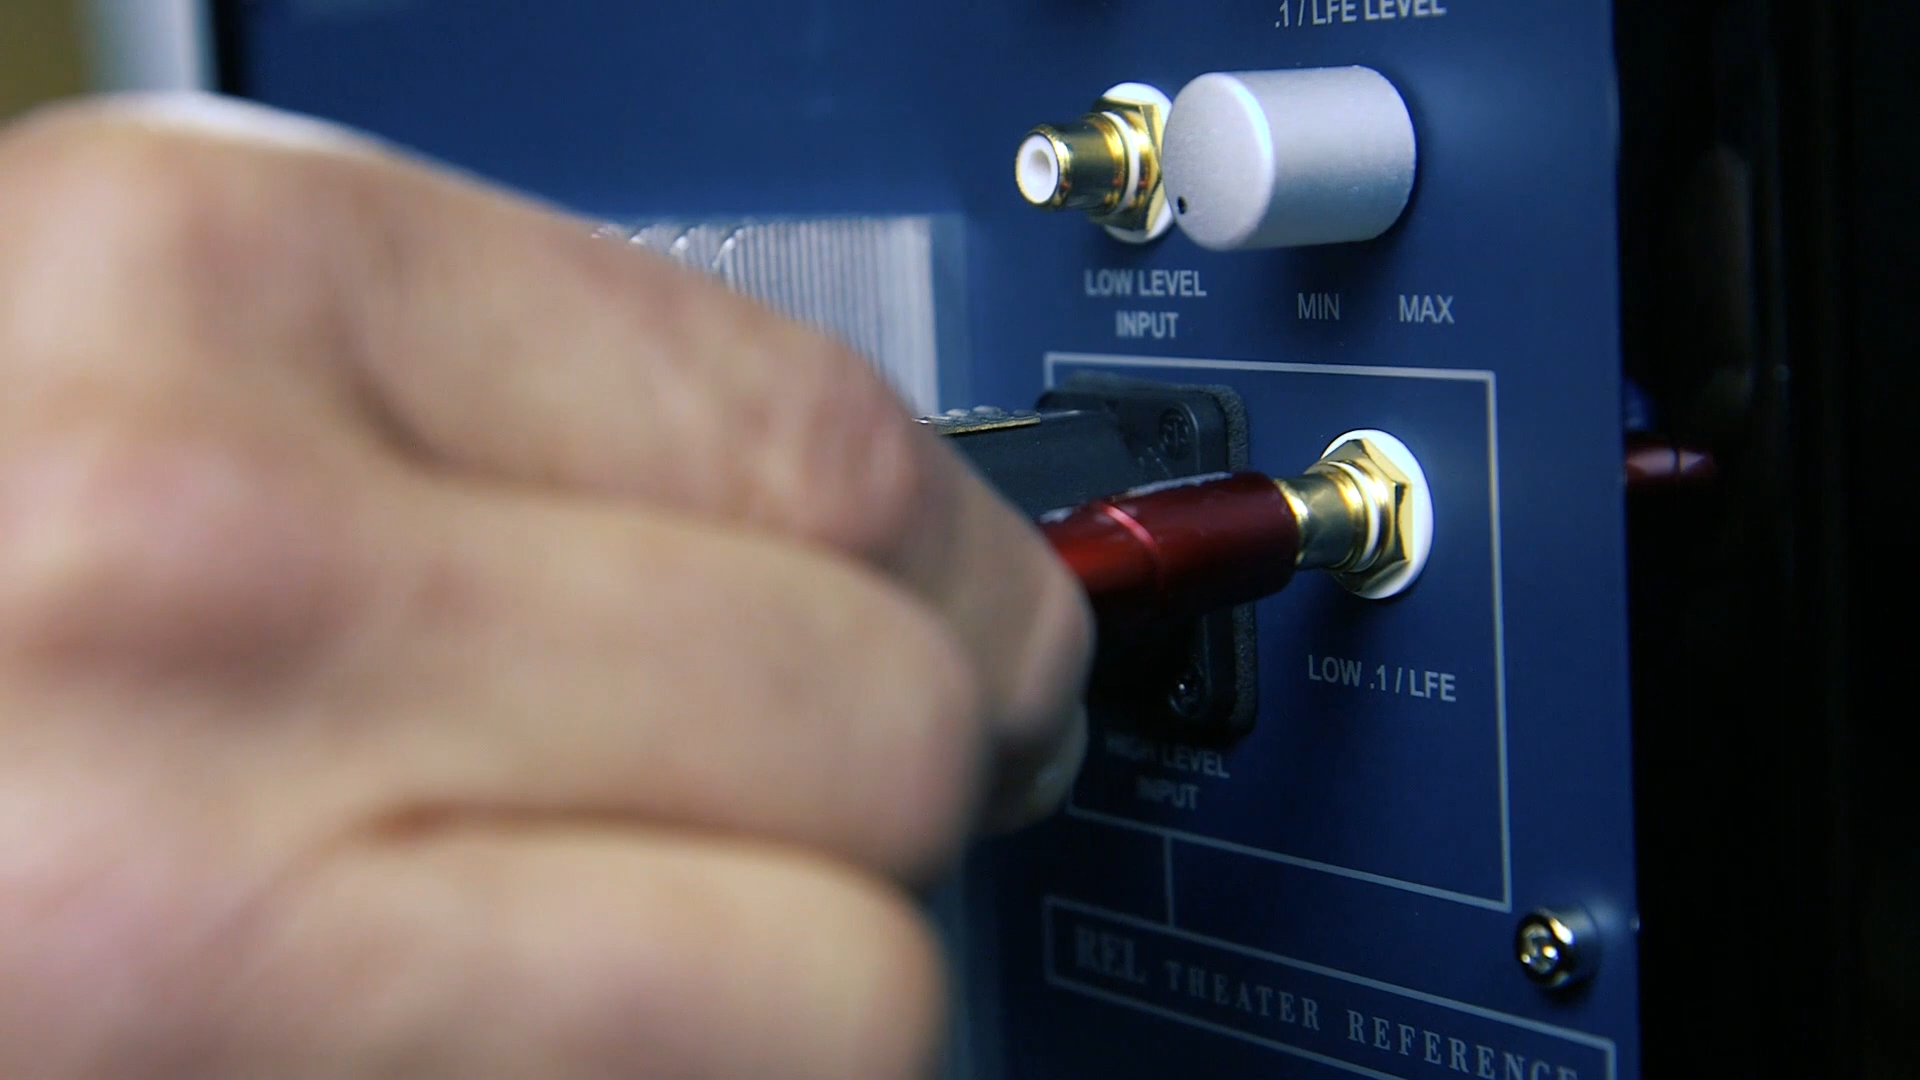 .1 / LFE LEVEL
LOW LEVEL
INPUT
MIN MAX
LOW .1 / LFE
HIGH LEVEL
INPUT
REL THEATER REFERENCE